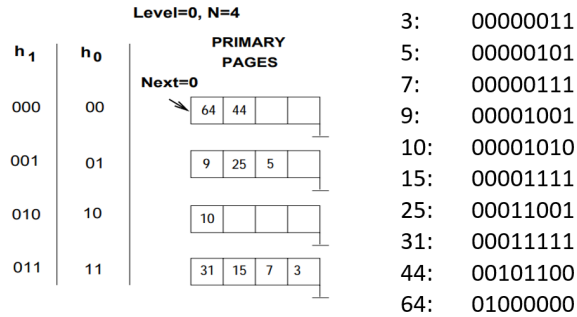 Level=0, N=4
h1 h0 PRIMARY PAGES
Next=0
000 00 64 44
001 01 9 25 5
010 10 10
011 11 31 15 7 3
3: 00000011
5: 00000101
7: 00000111
9: 00001001
10: 00001010
15: 00001111
25: 00011001
31: 00011111
44: 00101100
64: 01000000